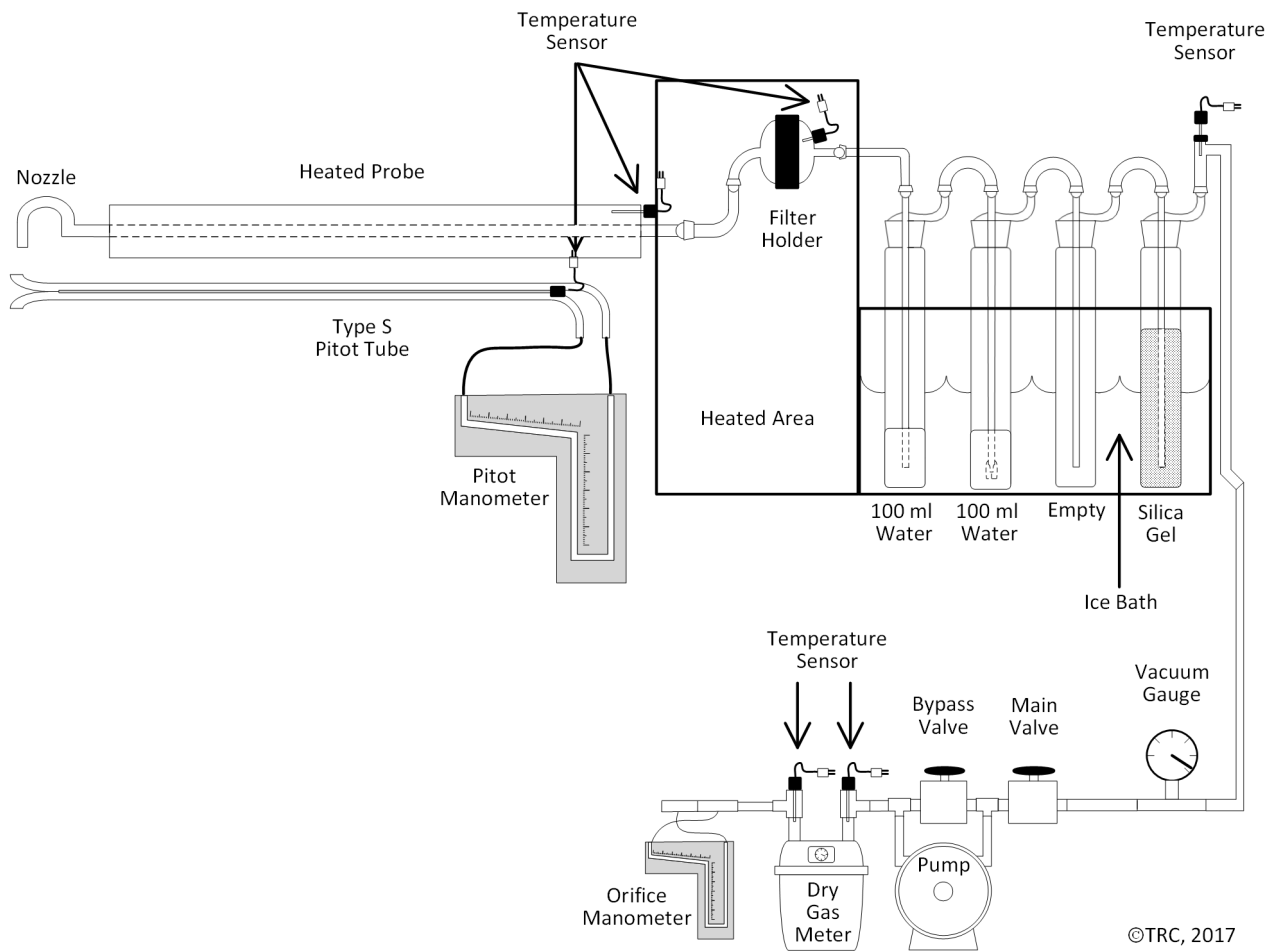 Temperature
Sensor
Temperature
Sensor
Nozzle
Heated Probe
Filter
Holder
Type S
Pitot Tube
Heated Area
Pitot
Manometer
100 ml
Water
100 ml
Water
Empty
Silica
Gel
Ice Bath
Temperature
Sensor
Vacuum
Gauge
Bypass
Valve
Main
Valve
Pump
Orifice
Manometer
Dry
Gas
Meter
©TRC, 2017